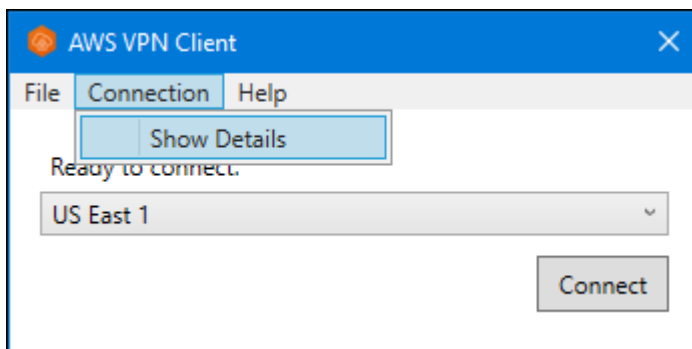 AWS VPN Client
File Connection Help
Show Details
Ready to connect.
US East 1
Connect